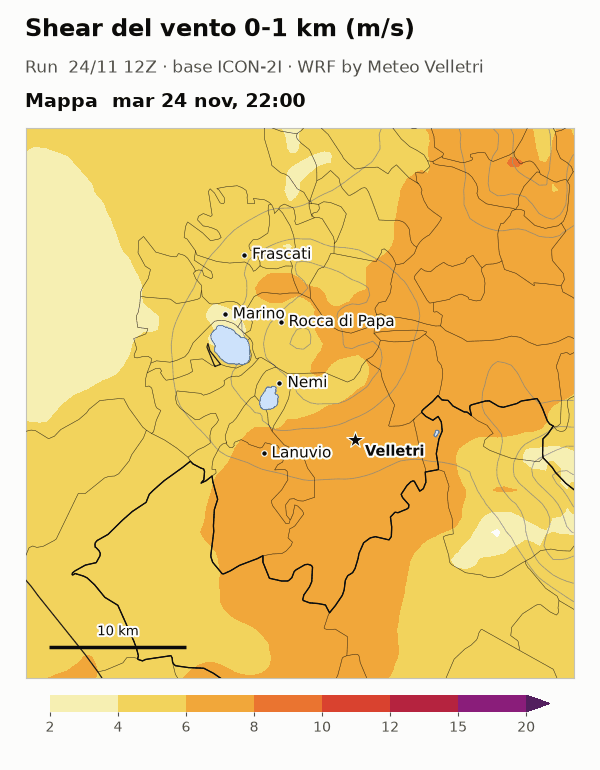 Shear del vento 0-1 km (m/s)
Run  24/11 12Z · base ICON-2I · WRF by Meteo Velletri
Mappa  mar 24 nov, 22:00
Frascati
Marino
Rocca di Papa
Nemi
Velletri
Lanuvio
10 km
2 4 6 8 10 12 15 20